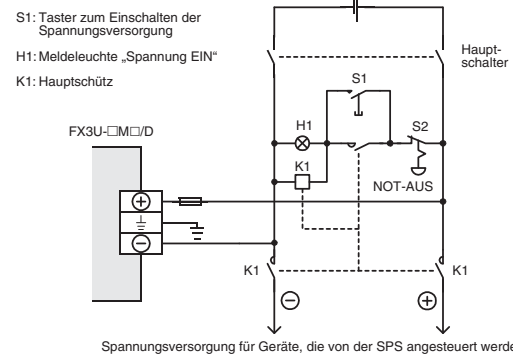 S1: Taster zum Einschalten der
Spannungsversorgung
H1: Meldeleuchte „Spannung EIN“
K1: Hauptschütz
Haupt-
schalter
S1
FX3U-□M□/D
H1
S2
K1
NOT-AUS
K1
K1
Spannungsversorgung für Geräte, die von der SPS angesteuert